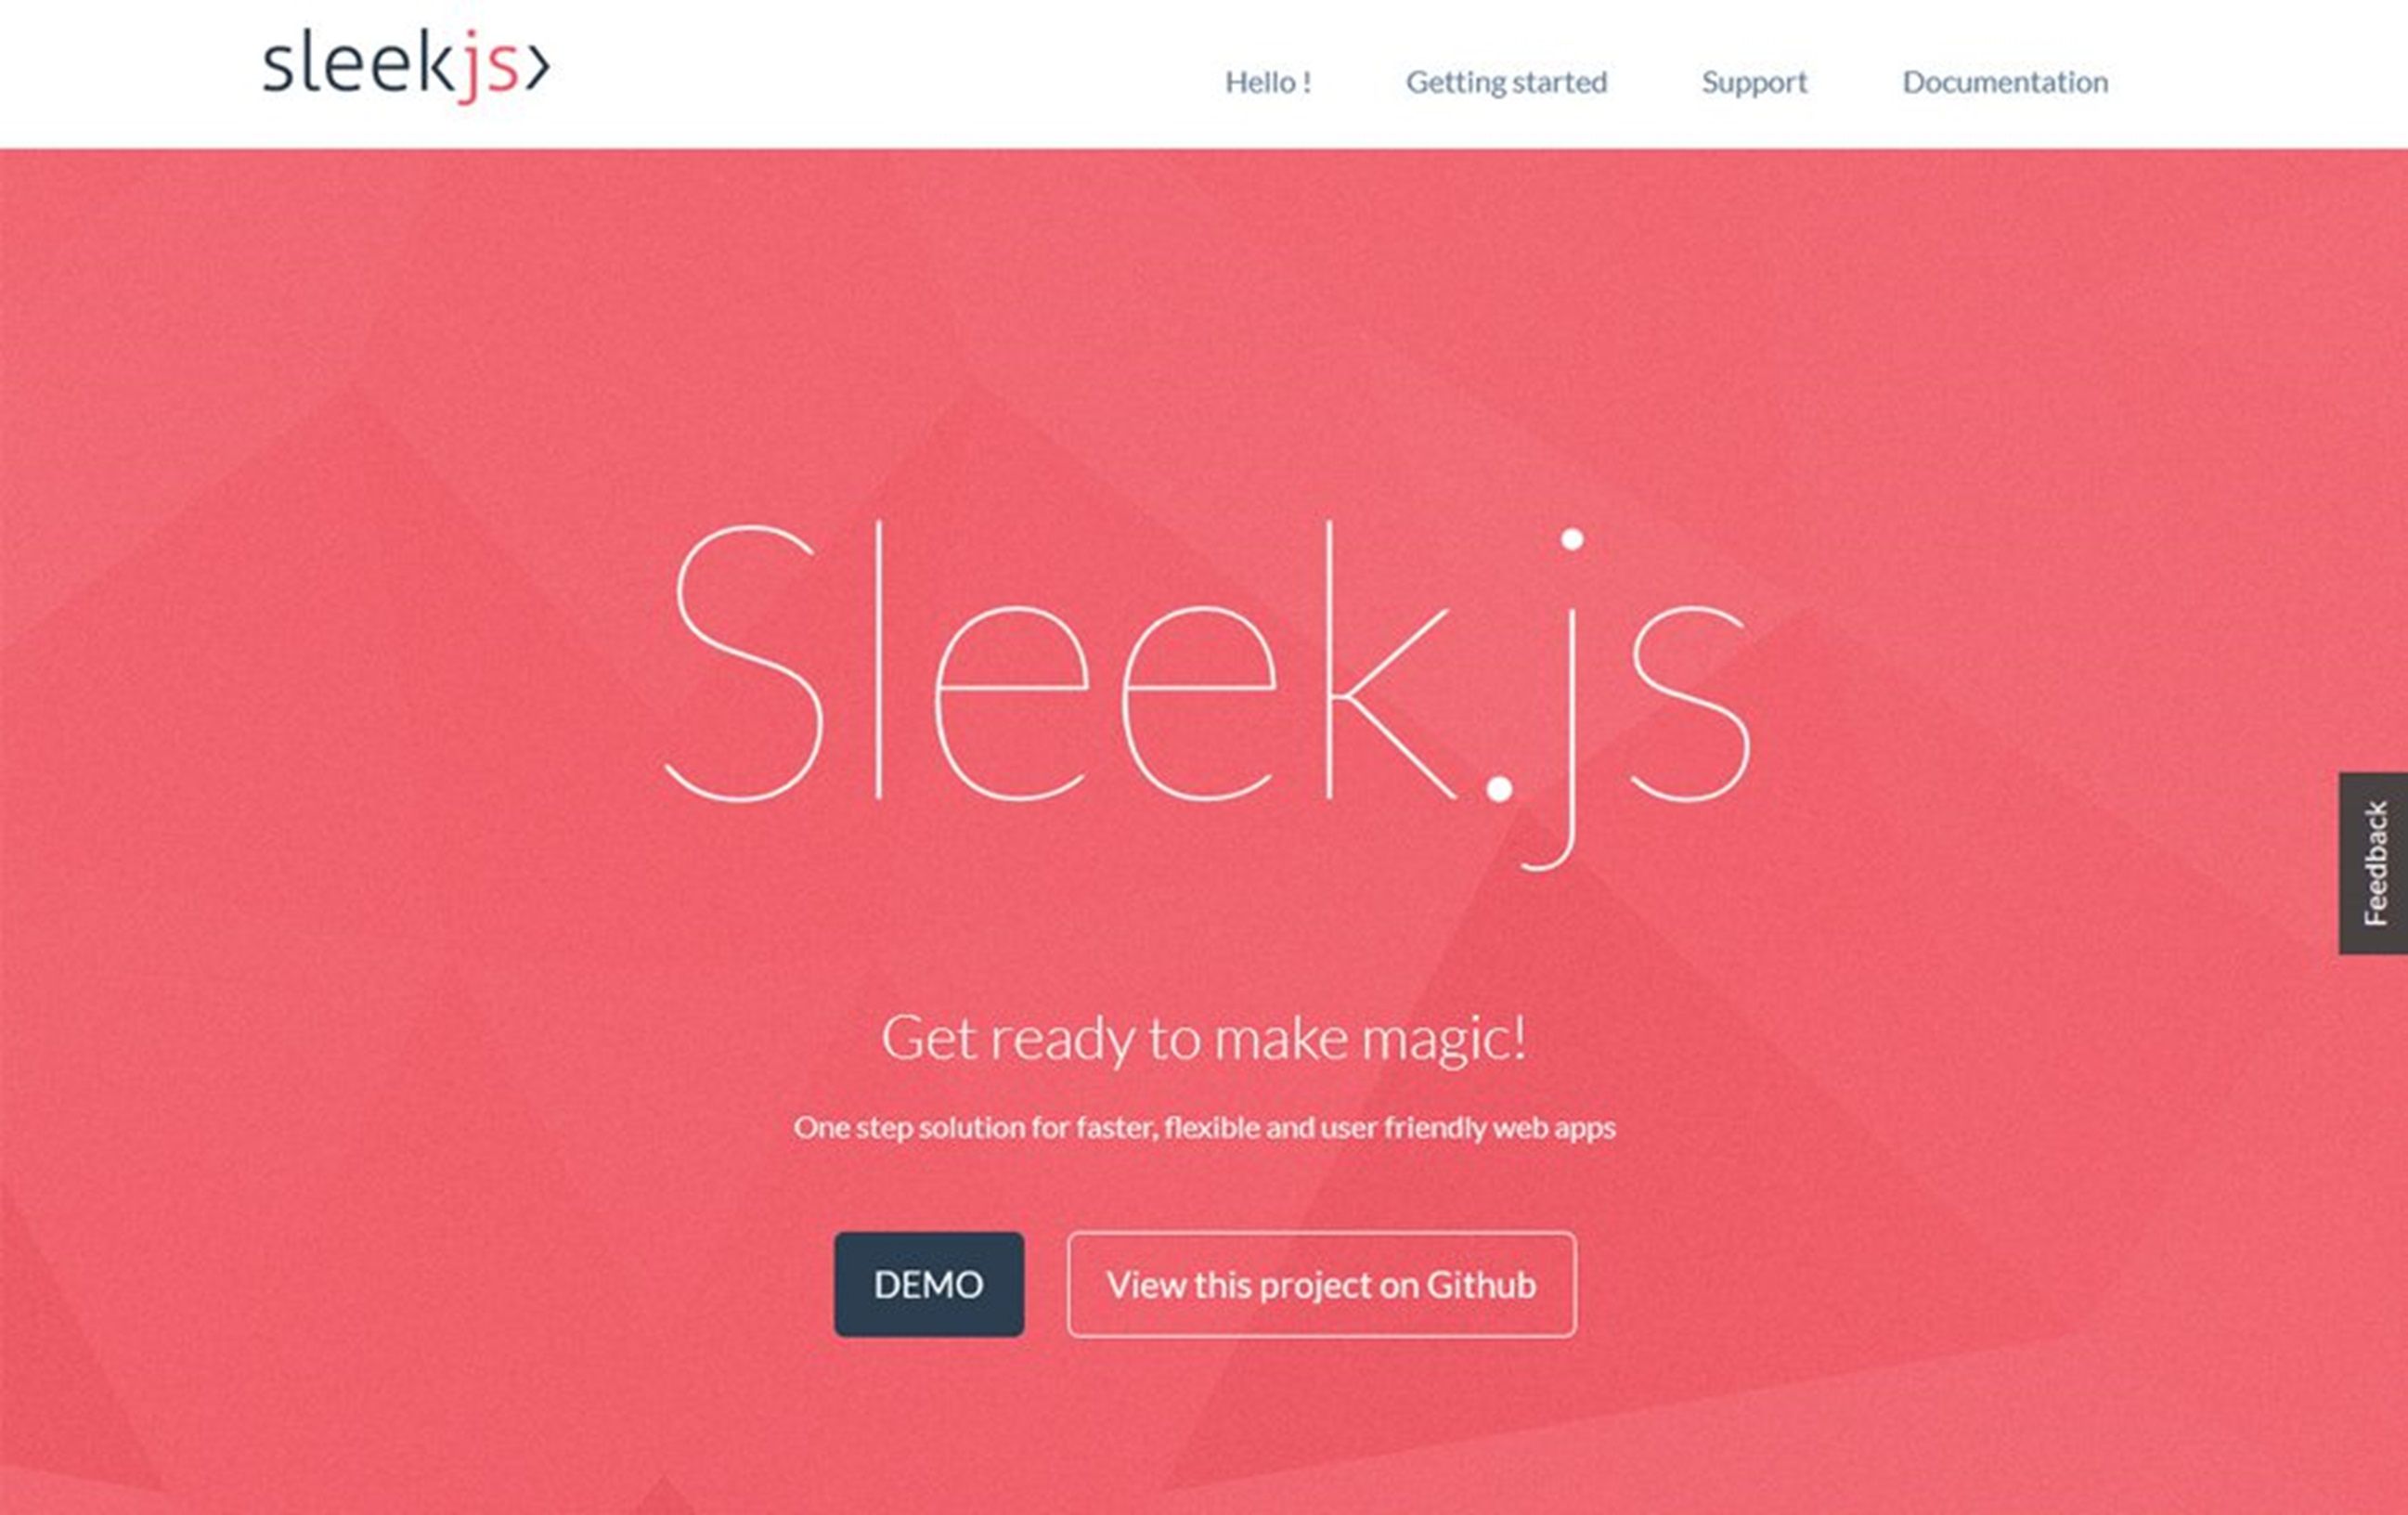 sleekjs>
Hello ! Getting started Support Documentation
Sleek.js
Feedback
Get ready to make magic!
One step solution for faster, flexible and user friendly web apps
DEMO View this project on Github